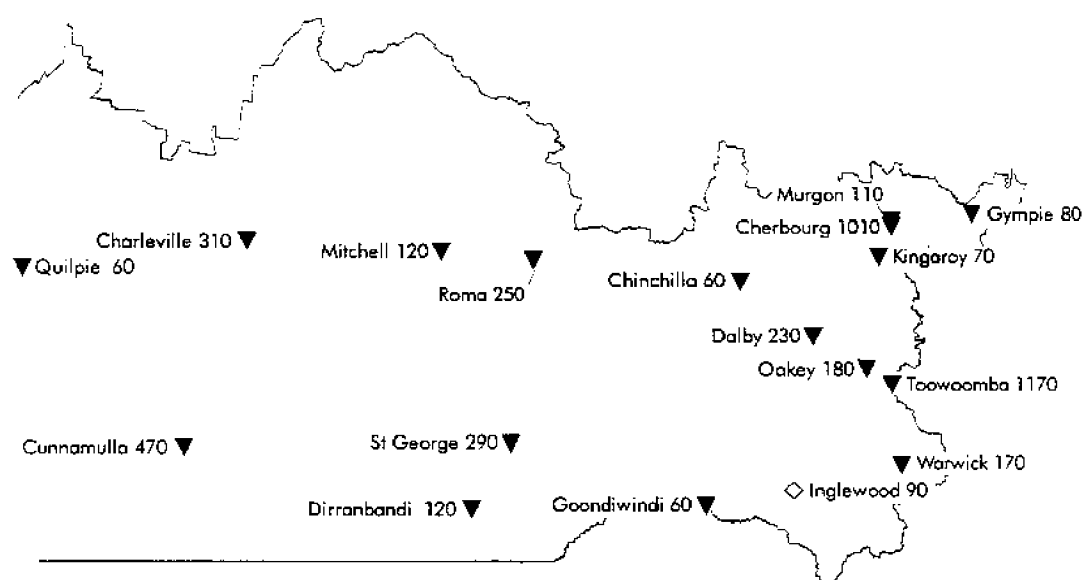 Murgon 110
Gympie 80
Cherbourg 1010
Charleville 310
Mitchell 120
Kingaroy 70
Quilpie 60
Chinchilla 60
Roma 250
Dalby 230
Oakey 180
Toowoomba 1170
Cunnamulla 470
St George 290
Warwick 170
Inglewood 90
Dirranbandi 120
Goondiwindi 60